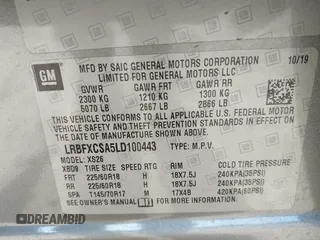 GM
MFD BY SAIC GENERAL MOTORS CORPORATION
LIMITED FOR GENERAL MOTORS LLC
10/19
GVWR GAWR FRT GAWR RR
2300 KG 1210 KG 1300 KG
5070 LB 2667 LB 2866 LB
THIS VEHICLE CONFORMS TO ALL APPLICABLE
U.S. FEDERAL MOTOR VEHICLE SAFETY, BUMPER,
AND THEFT PREVENTION STANDARDS IN EFFECT ON THE
DATE OF MANUFACTURE SHOWN ABOVE.
MOTOR
LRBFXCSA5LD100443 TYPE: M.P.V.
MODEL: XS26
XBD9 TIRE SIZE SPEED RTG RIM COLD TIRE PRESSURE
FRT 225/60R18 H 18X7.5J 240KPA(35PSI)
RR 225/60R18 H 18X7.5J 240KPA(35PSI)
SPA T145/70R17 M 17X4B 420KPA(60PSI)
SEE OWNER'S MANUAL FOR ADDITIONAL INFORMATION.
DREAMBID